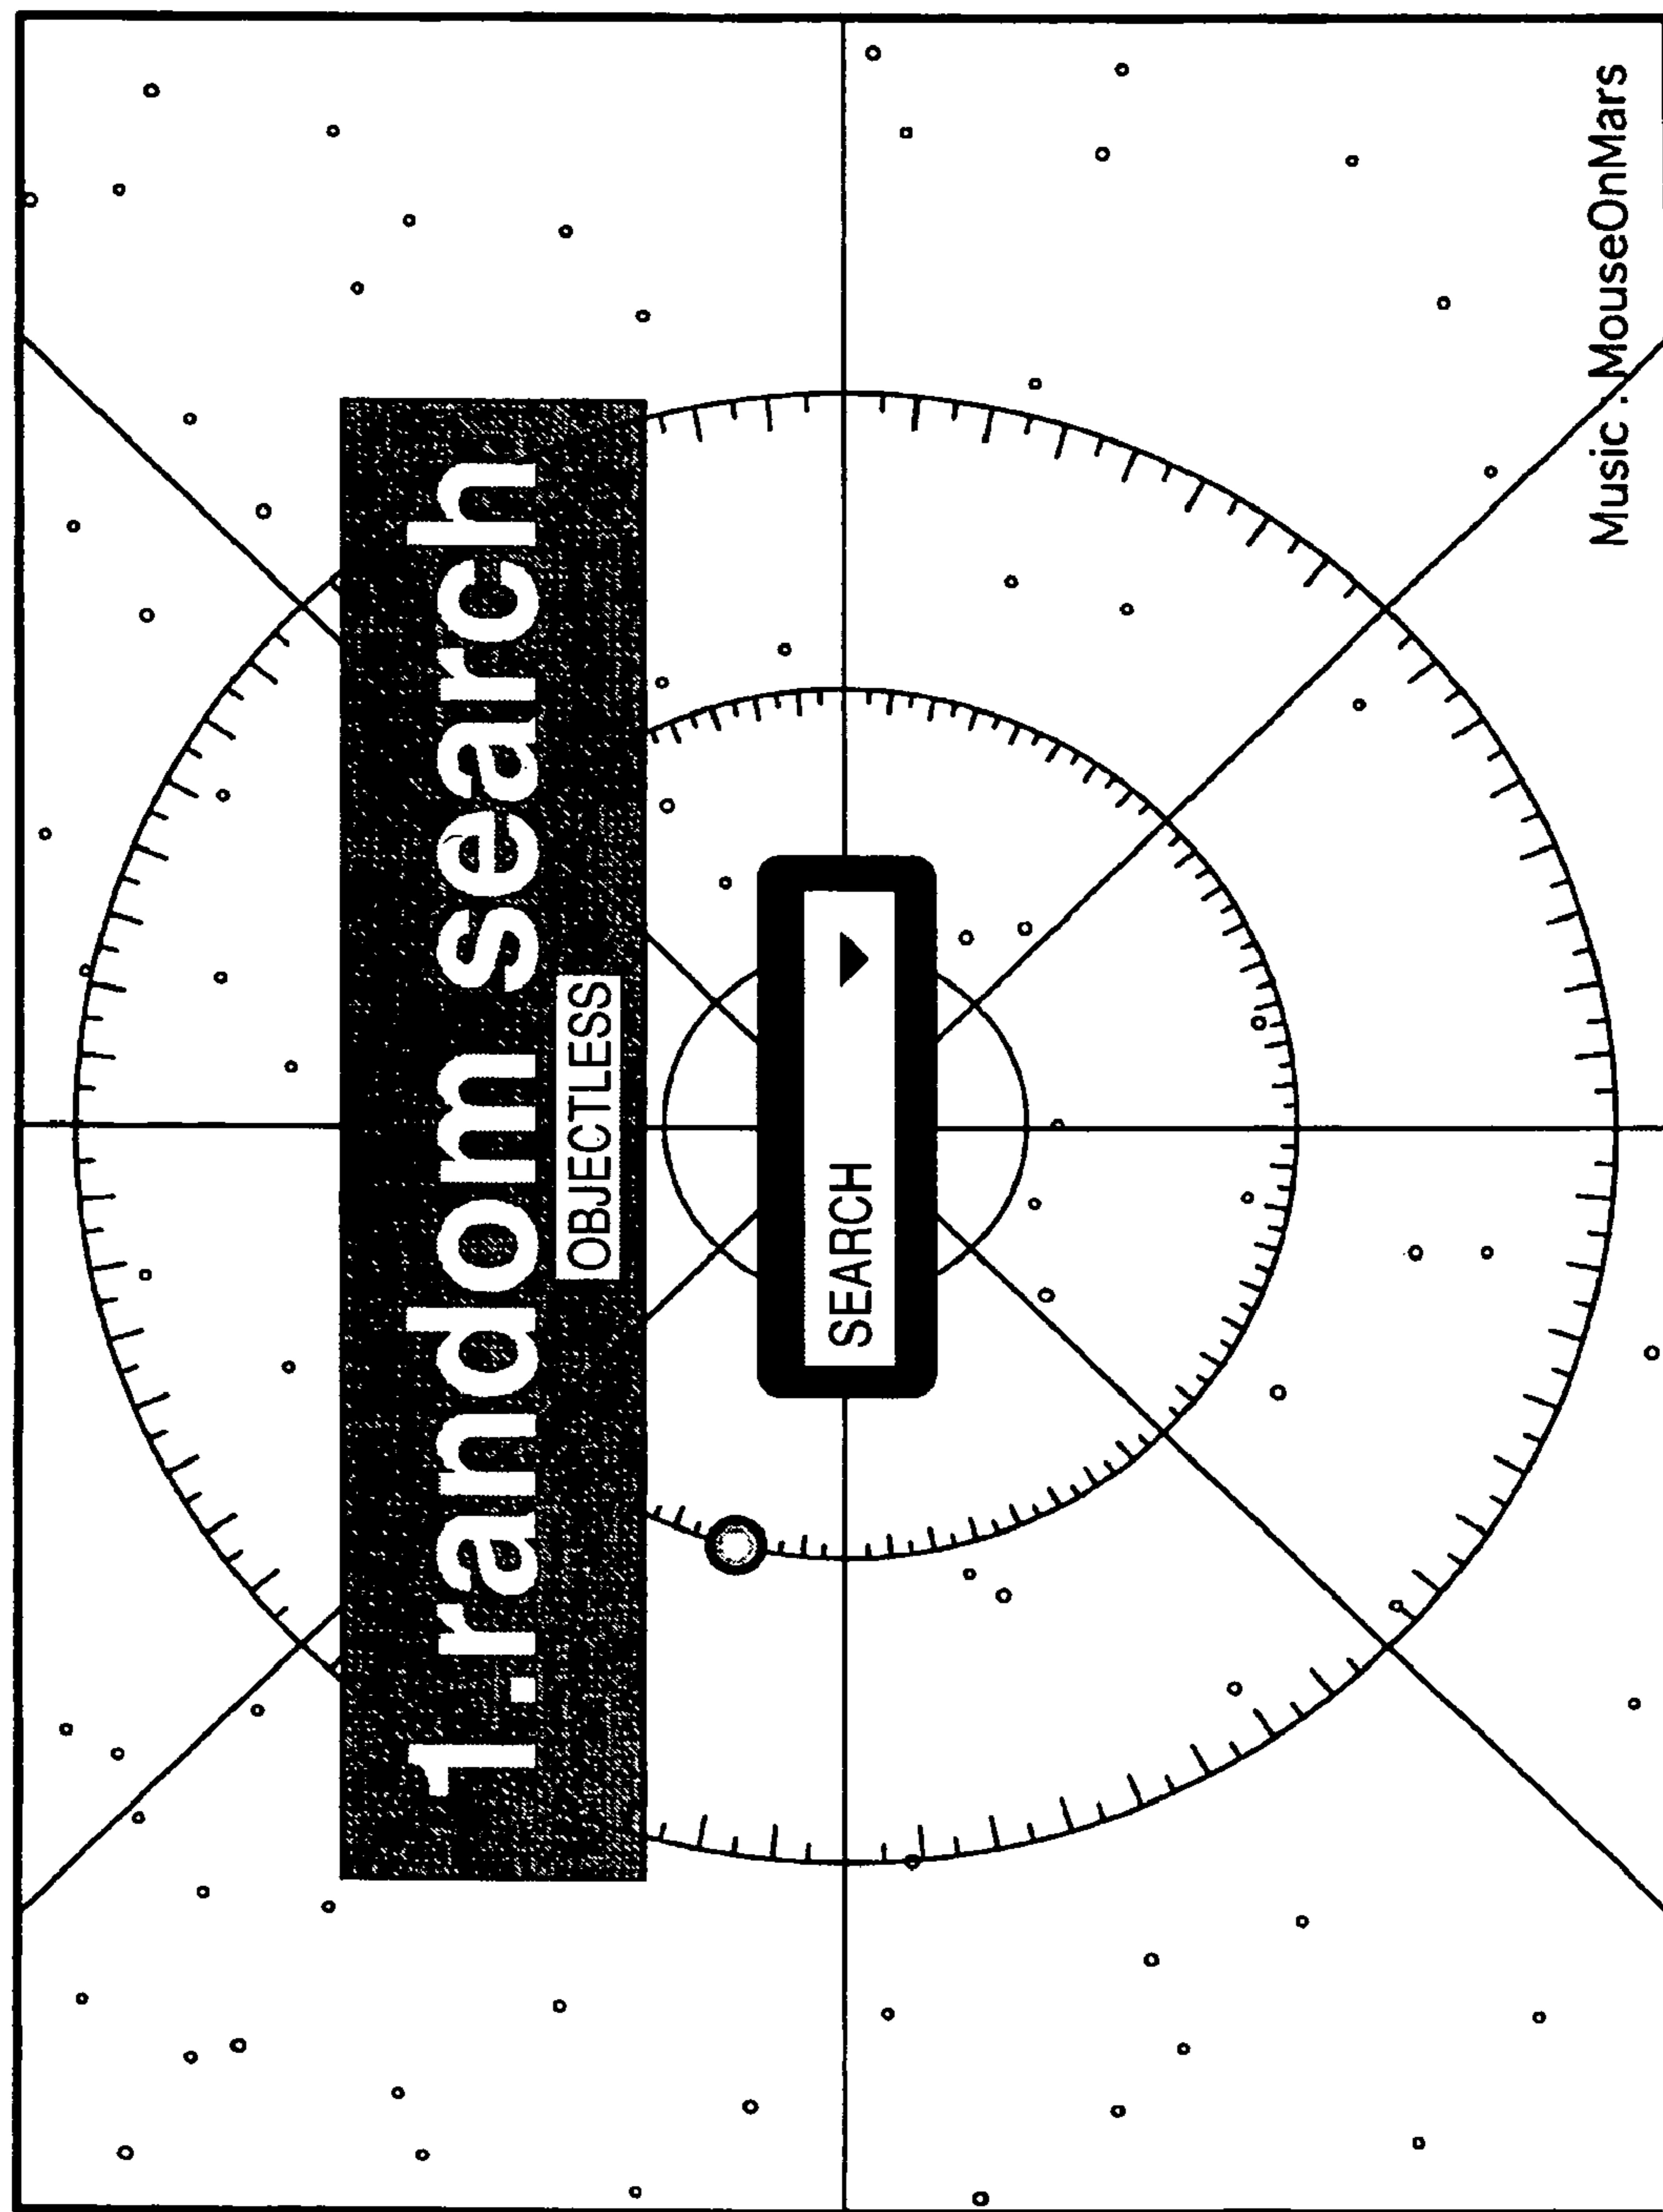 1.random search
OBJECTLESS
SEARCH
Music : MouseOnMars